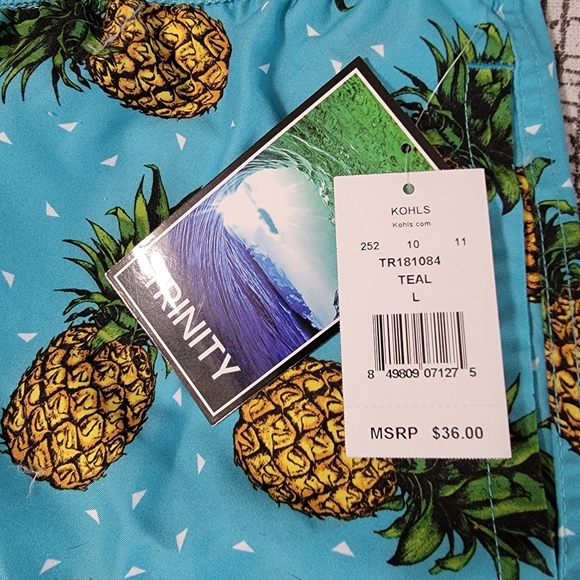 TRINITY
KOHLS
Kohls.com
252 10 11
TR181084
TEAL
L
8 49809 07127 5
MSRP $36.00